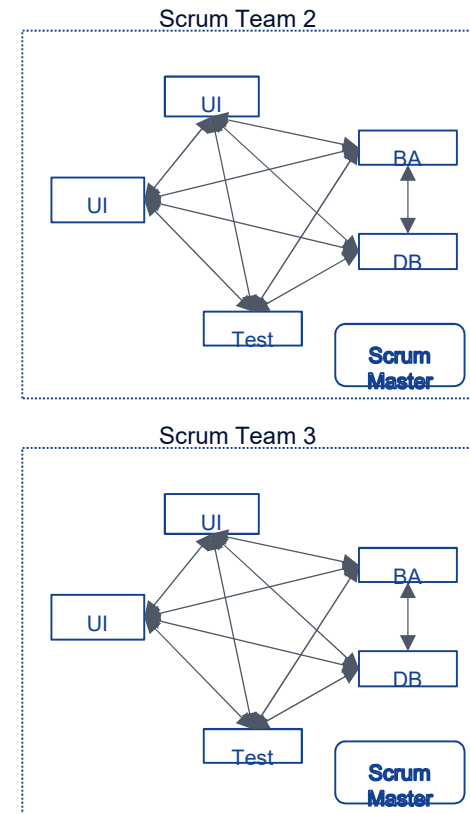 Scrum Team 2
UI
BA
UI
DB
Test
Scrum
Master
Scrum Team 3
UI
BA
UI
DB
Test
Scrum
Master